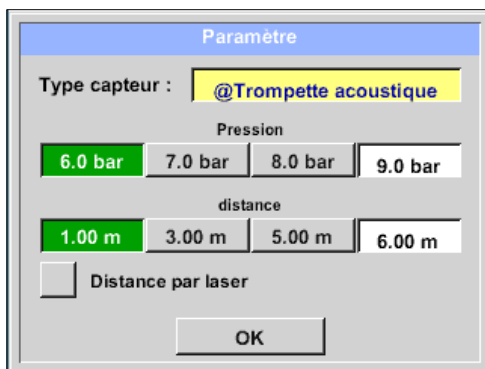 Paramètre
Type capteur : @Trompette acoustique
Pression
6.0 bar 7.0 bar 8.0 bar 9.0 bar
distance
1.00 m 3.00 m 5.00 m 6.00 m
Distance par laser
OK